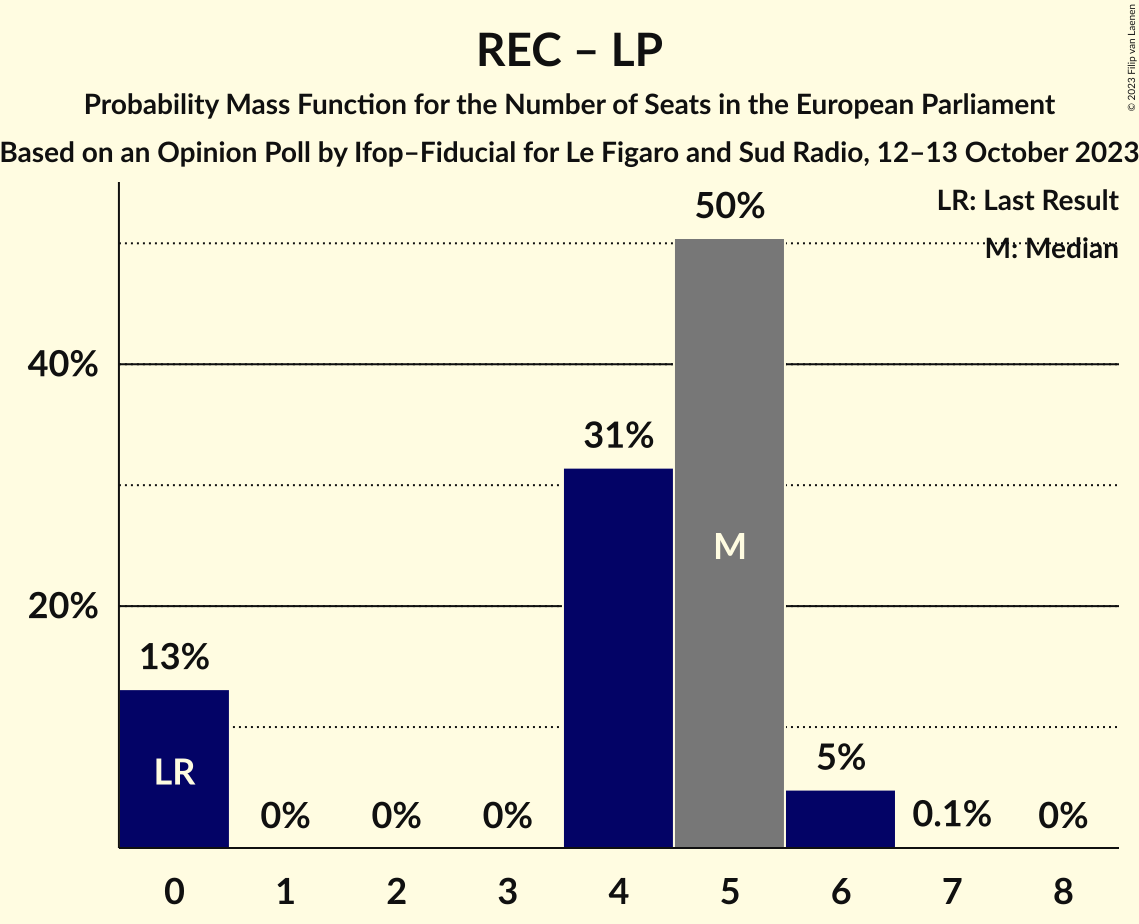 REC – LP
Probability Mass Function for the Number of Seats in the European Parliament
Based on an Opinion Poll by Ifop–Fiducial for Le Figaro and Sud Radio, 12–13 October 2023
© 2023 Filip van Laenen
LR: Last Result
M: Median
50%
40%
31%
M
20%
13%
LR
5%
0%
0%
0%
0.1%
0%
0 1 2 3 4 5 6 7 8